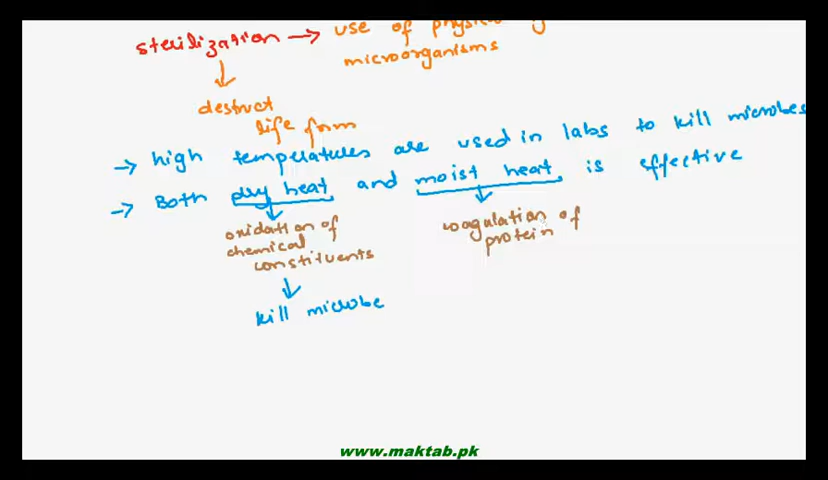 use of physic
sterilization →
microorganisms
destruct
life form
→ high temperatures are used in labs to kill microbes
→ Both dry heat and moist heat is effective
oxidation of
chemical
constituents
coagulation of
protein
kill microbe
www.maktab.pk